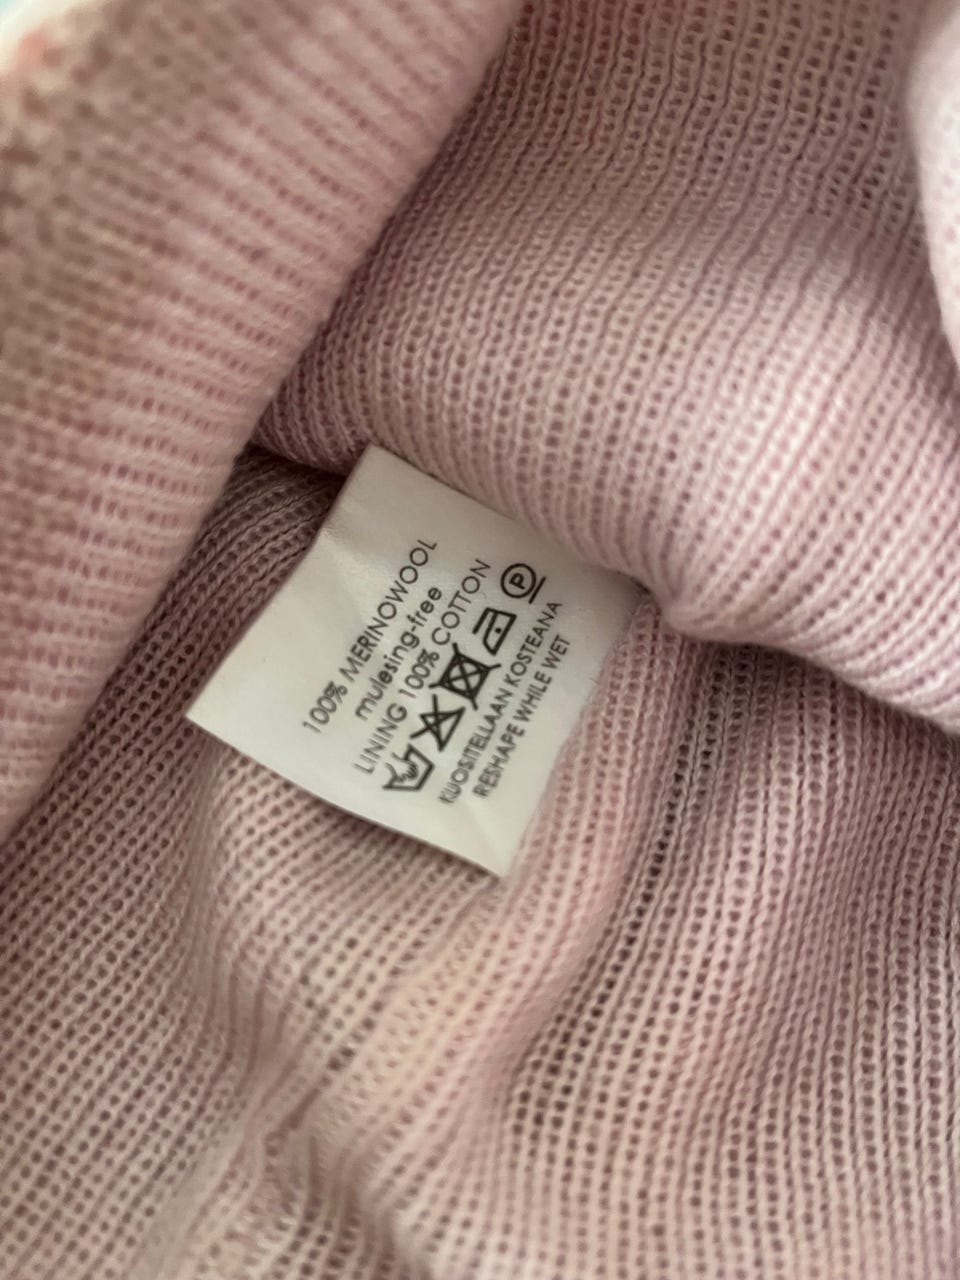 100% MERINOWOOL
mulesing-free
LINING 100% COTTON
P
KUOSITELLAAN KOSTEANA
RESHAPE WHILE WET